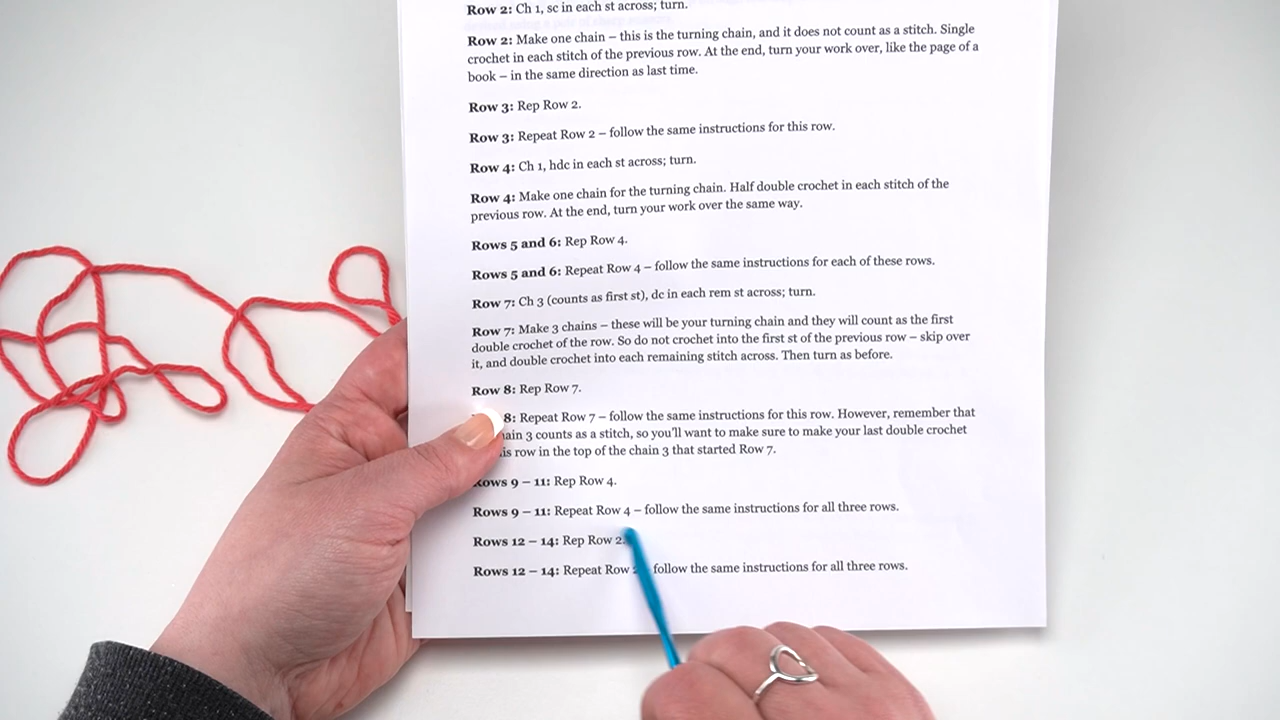 Row 2: Ch 1, sc in each st across; turn.
Row 2: Make one chain – this is the turning chain, and it does not count as a stitch. Single
crochet in each stitch of the previous row. At the end, turn your work over, like the page of a
book – in the same direction as last time.
Row 3: Rep Row 2.
Row 3: Repeat Row 2 – follow the same instructions for this row.
Row 4: Ch 1, hdc in each st across; turn.
Row 4: Make one chain for the turning chain. Half double crochet in each stitch of the
previous row. At the end, turn your work over the same way.
Rows 5 and 6: Rep Row 4.
Rows 5 and 6: Repeat Row 4 – follow the same instructions for each of these rows.
Row 7: Ch 3 (counts as first st), dc in each rem st across; turn.
Row 7: Make 3 chains – these will be your turning chain and they will count as the first
double crochet of the row. So do not crochet into the first st of the previous row – skip over
it, and double crochet into each remaining stitch across. Then turn as before.
Row 8: Rep Row 7.
8: Repeat Row 7 – follow the same instructions for this row. However, remember that
3 counts as a stitch, so you'll want to make sure to make your last double crochet
row in the top of the chain 3 that started Row 7.
Rows 9 – 11: Rep Row 4.
Rows 9 – 11: Repeat Row 4 – follow the same instructions for all three rows.
Rows 12 – 14: Rep Row 2.
Rows 12 – 14: Repeat Row follow the same instructions for all three rows.